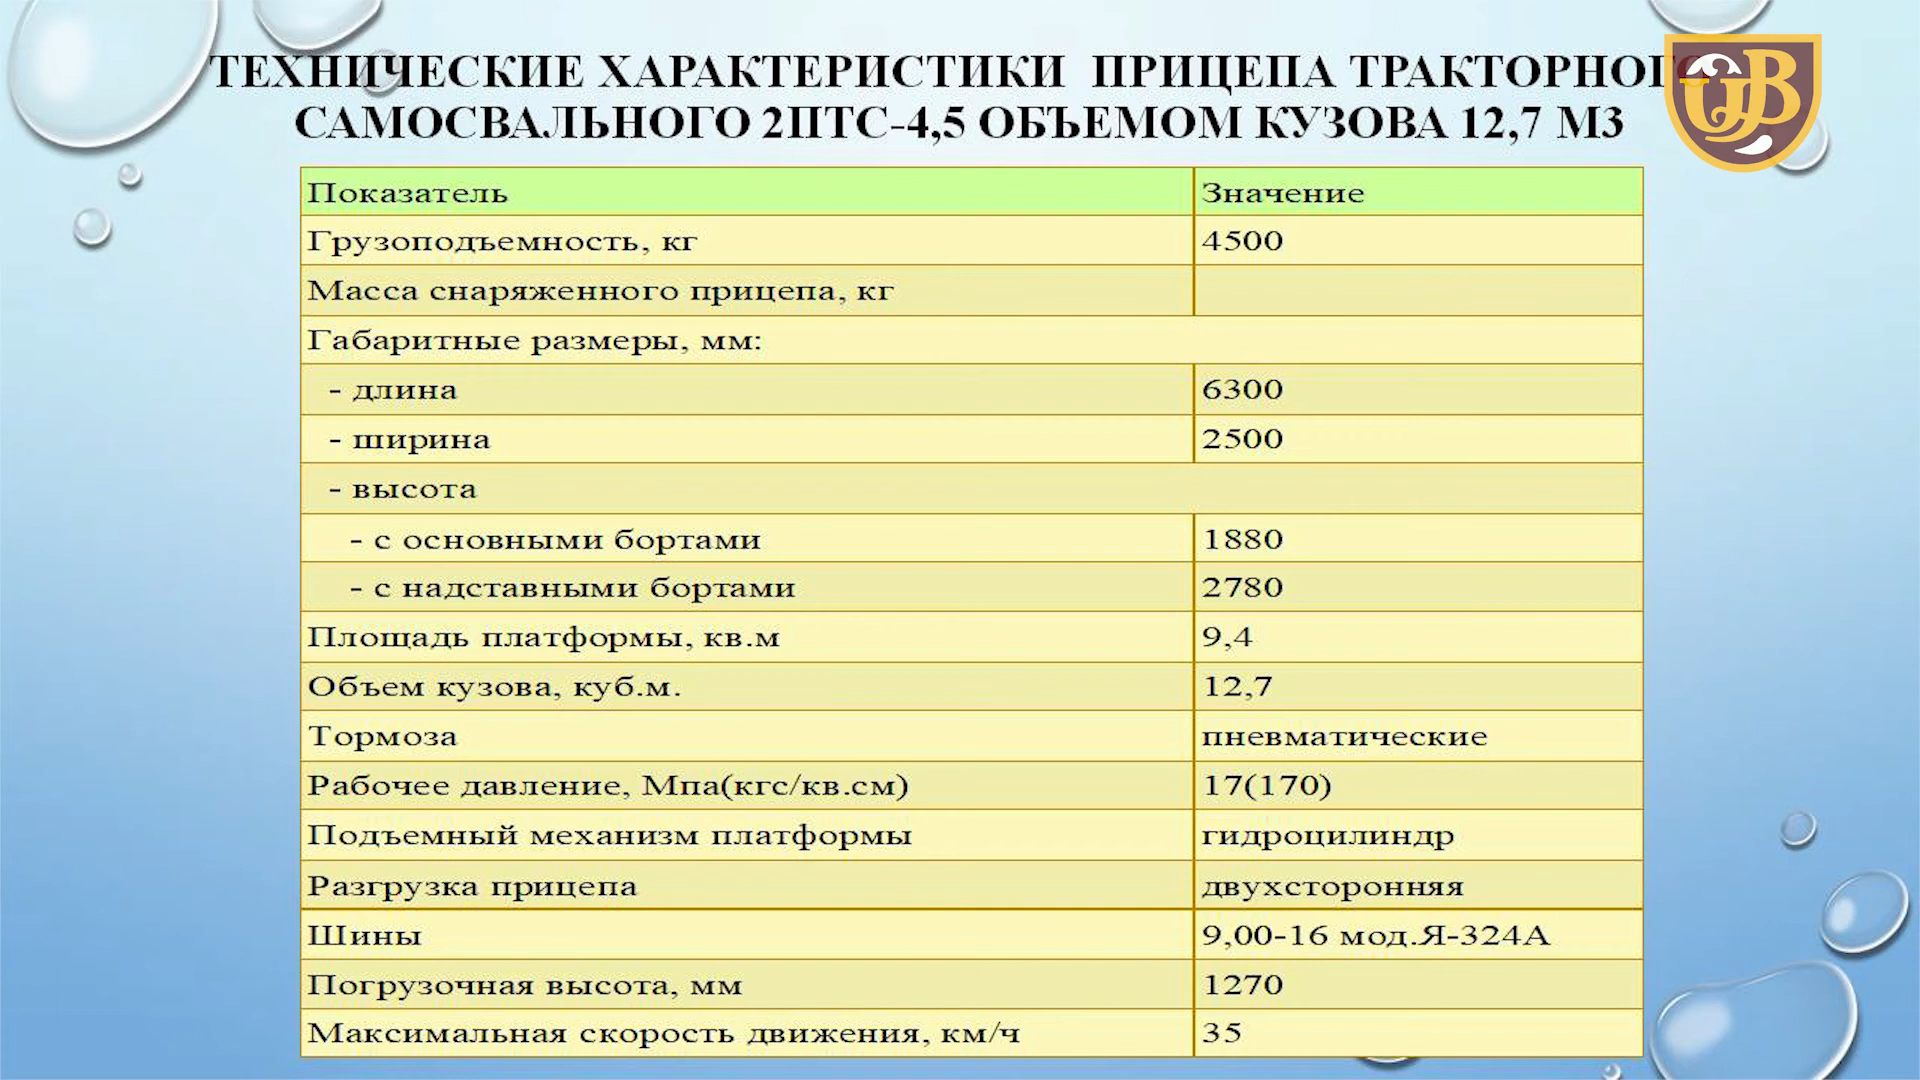 ТЕХНИЧЕСКИЕ ХАРАКТЕРИСТИКИ ПРИЦЕПА ТРАКТОРНОГО
САМОСВАЛЬНОГО 2ПТС-4,5 ОБЪЕМОМ КУЗОВА 12,7 М3
Показатель Значение
Грузоподъемность, кг 4500
Масса снаряженного прицепа, кг
Габаритные размеры, мм:
- длина 6300
- ширина 2500
- высота
- с основными бортами 1880
- с надставными бортами 2780
Площадь платформы, кв.м 9,4
Объем кузова, куб.м. 12,7
Тормоза пневматические
Рабочее давление, Мпа(кгс/кв.см) 17(170)
Подъемный механизм платформы гидроцилиндр
Разгрузка прицепа двухсторонняя
Шины 9,00-16 мод.Я-324А
Погрузочная высота, мм 1270
Максимальная скорость движения, км/ч 35